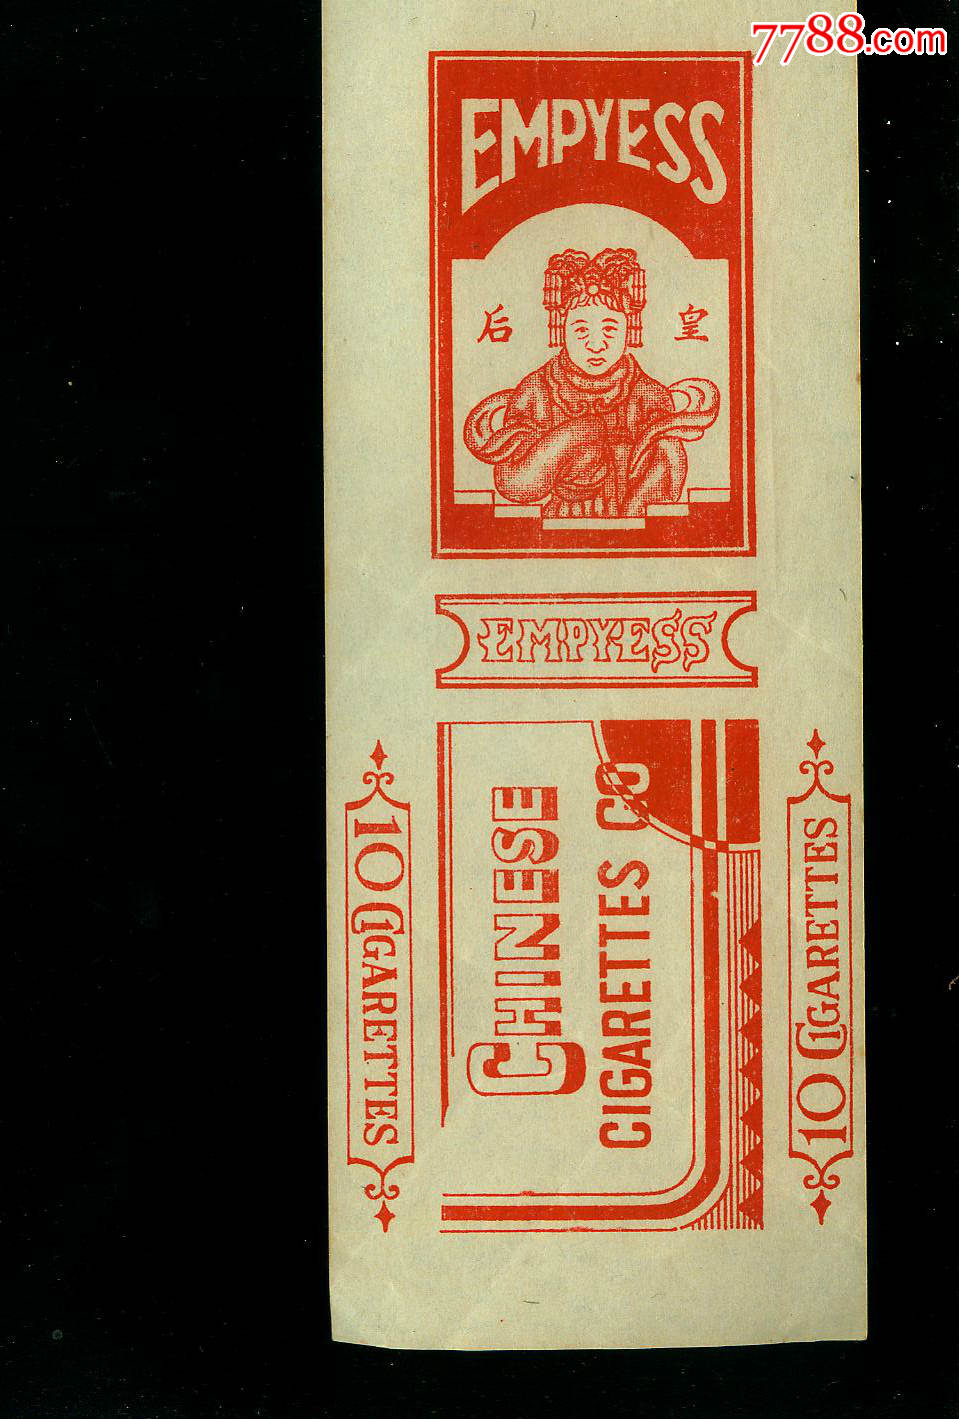 7788.com
EMPYESS
后 皇
EMPYESS
10 CIGARETTES
CHINESE
CIGARETTES CO
10 CIGARETTES